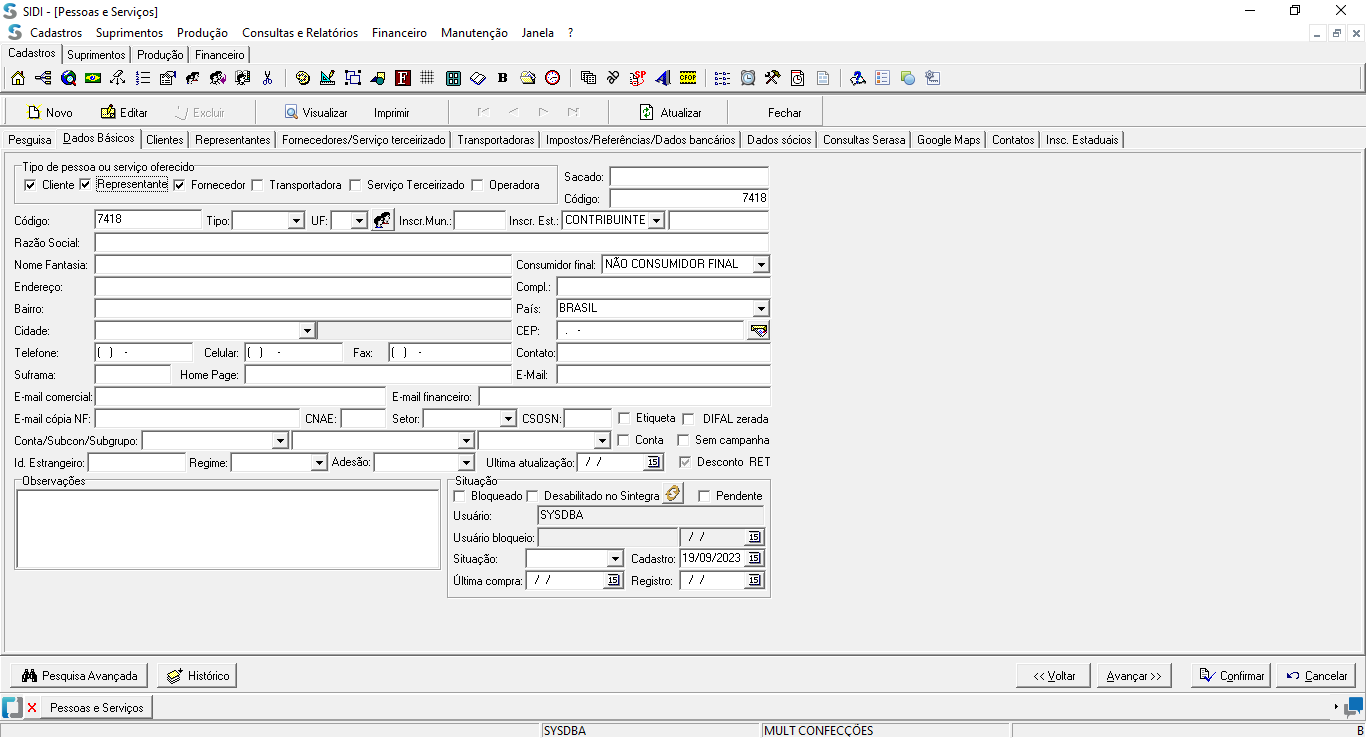 SIDI - [Pessoas e Serviços]
Cadastros Suprimentos Produção Consultas e Relatórios Financeiro Manutenção Janela ?
Cadastros Suprimentos Produção Financeiro
Novo Editar Excluir Visualizar Imprimir Atualizar Fechar
Pesquisa Dados Básicos Clientes Representantes Fornecedores/Serviço terceirizado Transportadoras Impostos/Referências/Dados bancários Dados sócios Consultas Serasa Google Maps Contatos Insc. Estaduais
Tipo de pessoa ou serviço oferecido
Cliente Representante Fornecedor Transportadora Serviço Terceirizado Operadora
Sacado:
Código: 7418
Código: 7418 Tipo: UF: Inscr.Mun.: Inscr. Est.: CONTRIBUINTE
Razão Social:
Nome Fantasia: Consumidor final: NÃO CONSUMIDOR FINAL
Endereço: Compl.:
Bairro: País: BRASIL
Cidade: CEP: . -
Telefone: ( ) - Celular: ( ) - Fax: ( ) - Contato:
Suframa: Home Page: E-Mail:
E-mail comercial: E-mail financeiro:
E-mail cópia NF: CNAE: Setor: CSOSN: Etiqueta DIFAL zerada
Conta/Subcon/Subgrupo: Conta Sem campanha
Id. Estrangeiro: Regime: Adesão: Ultima atualização: / / 15 Desconto RET
Observações
Situação
Bloqueado Desabilitado no Sintegra Pendente
Usuário: SYSDBA
Usuário bloqueio: / / 15
Situação: Cadastro: 19/09/2023 15
Última compra: / / 15 Registro: / / 15
Pesquisa Avançada Histórico << Voltar Avançar >> Confirmar Cancelar
Pessoas e Serviços
SYSDBA MULT CONFECÇÕES B